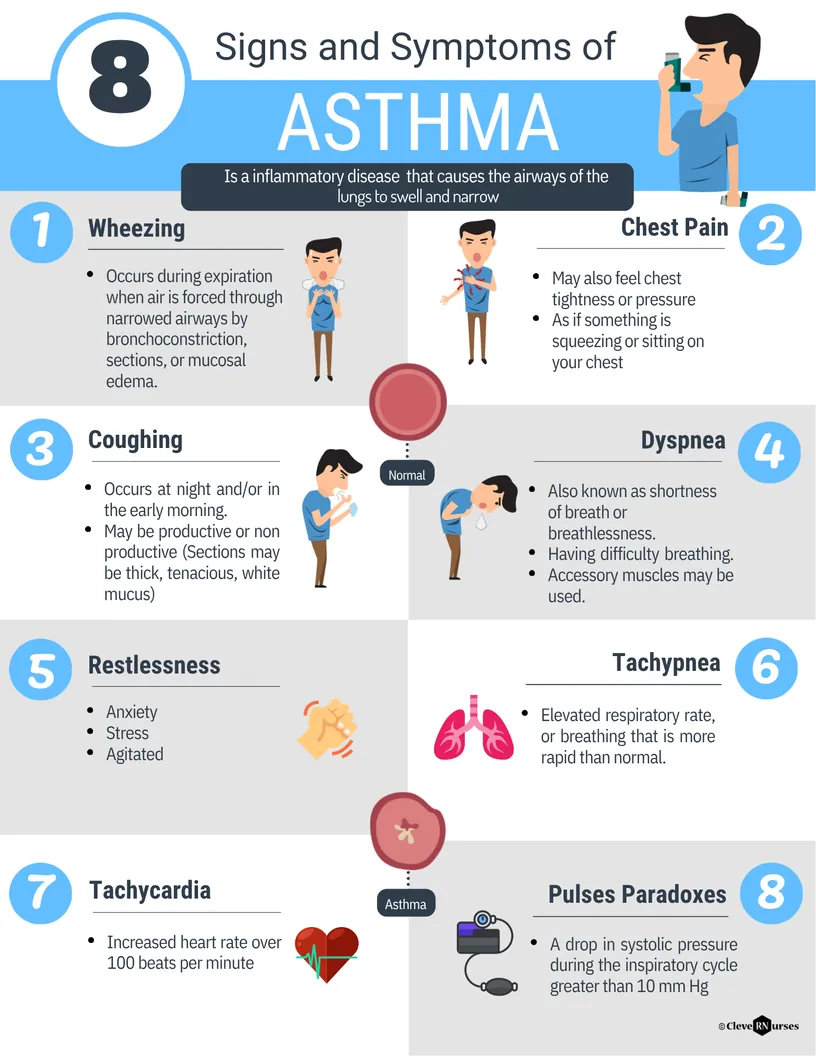 8
Signs and Symptoms of
ASTHMA
Is a inflammatory disease that causes the airways of the
lungs to swell and narrow
1
Wheezing
• Occurs during expiration
when air is forced through
narrowed airways by
bronchoconstriction,
sections, or mucosal
edema.
Chest Pain
2
• May also feel chest
tightness or pressure
• As if something is
squeezing or sitting on
your chest
3
Coughing
• Occurs at night and/or in
the early morning.
• May be productive or non
productive (Sections may
be thick, tenacious, white
mucus)
Normal
Dyspnea
4
• Also known as shortness
of breath or
breathlessness.
• Having difficulty breathing.
• Accessory muscles may be
used.
5
Restlessness
• Anxiety
• Stress
• Agitated
Tachypnea
6
• Elevated respiratory rate,
or breathing that is more
rapid than normal.
7
Tachycardia
• Increased heart rate over
100 beats per minute
Asthma
Pulses Paradoxes
8
• A drop in systolic pressure
during the inspiratory cycle
greater than 10 mm Hg
© CleveRNurses